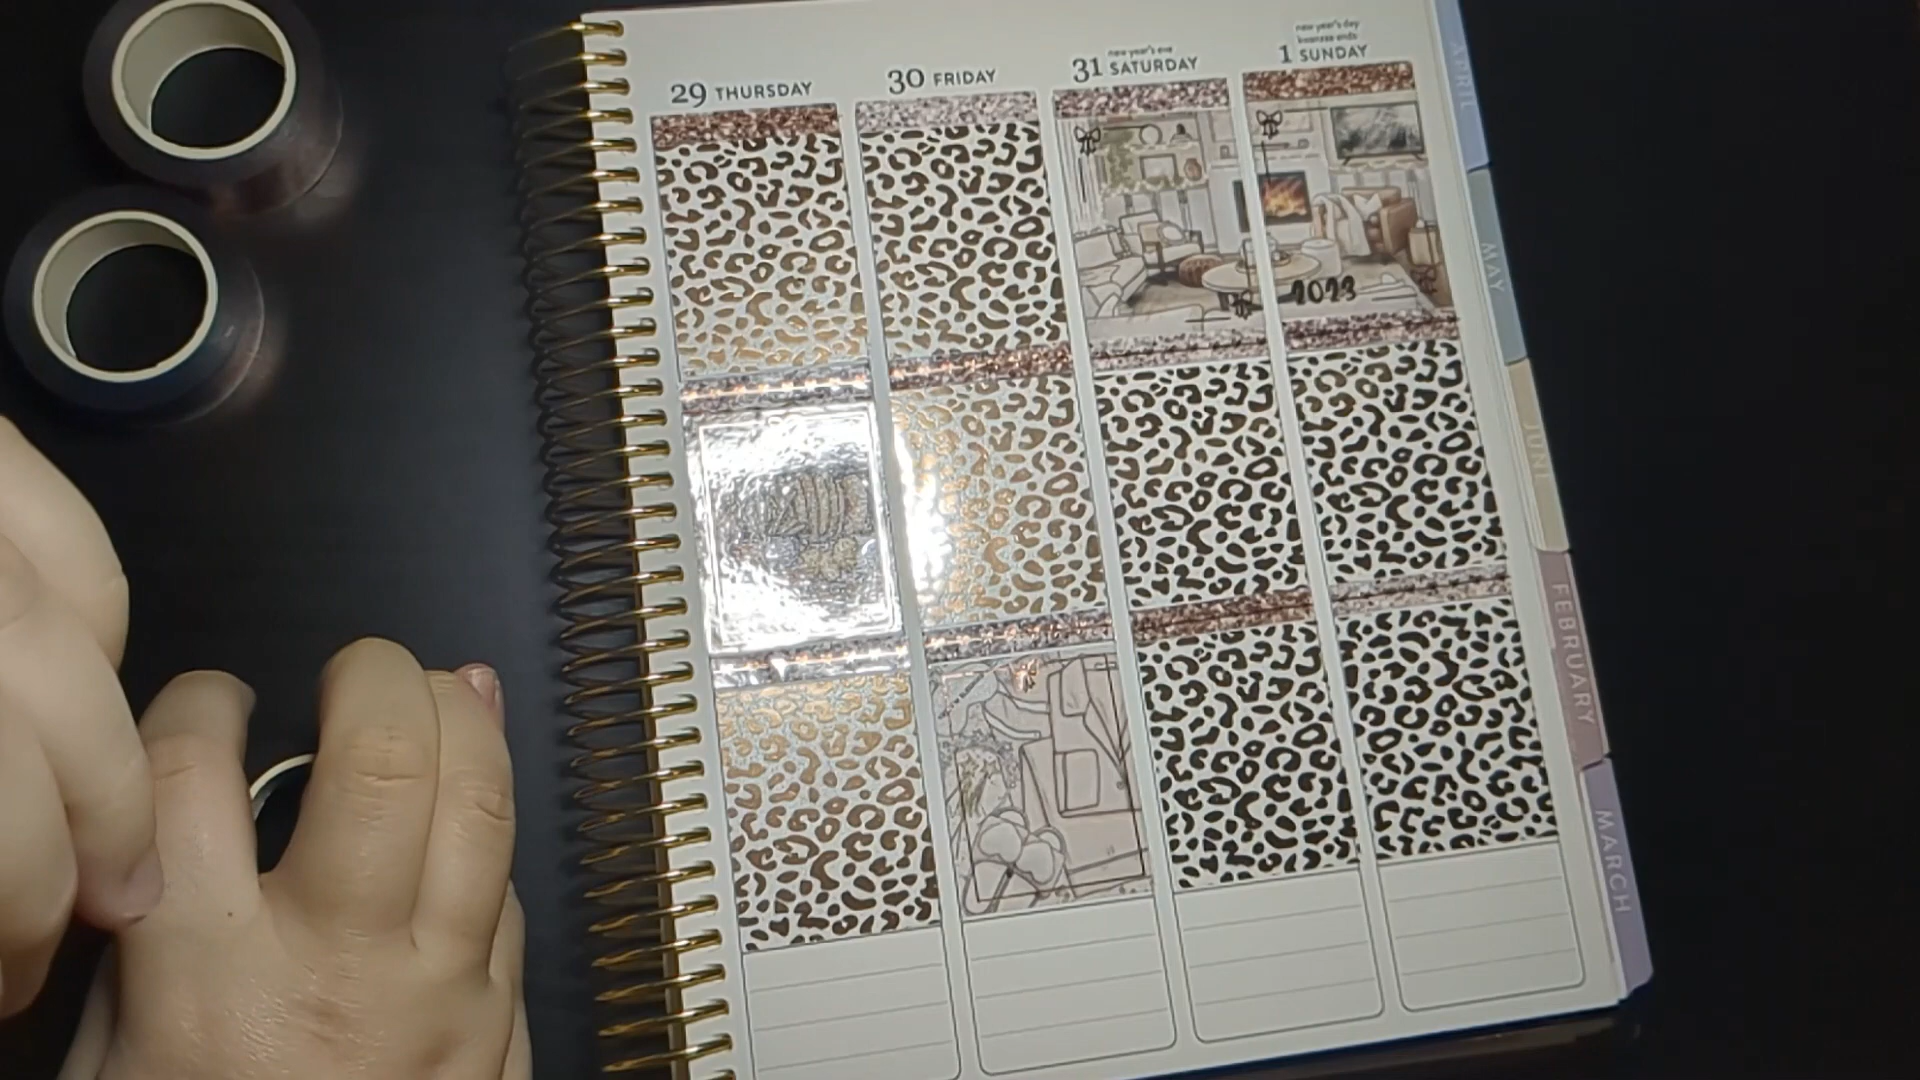 29 THURSDAY
30 FRIDAY
new year's eve
31 SATURDAY
new year's day
kwanzaa ends
1 SUNDAY
2023
APRIL
MAY
JUNE
FEBRUARY
MARCH